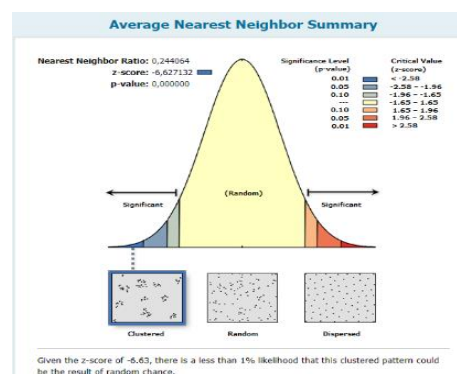 Average Nearest Neighbor Summary
Nearest Neighbor Ratio: 0,244064
z-score: -6,627132
p-value: 0,000000
Significance Level (p-value)
Critical Value (z-score)
0.01 < -2.58
0.05 -2.58 - -1.96
0.10 -1.96 - -1.65
--- -1.65 - 1.65
0.10 1.65 - 1.96
0.05 1.96 - 2.58
0.01 > 2.58
(Random)
Significant Significant
Clustered Random Dispersed
Given the z-score of -6.63, there is a less than 1% likelihood that this clustered pattern could
be the result of random chance.